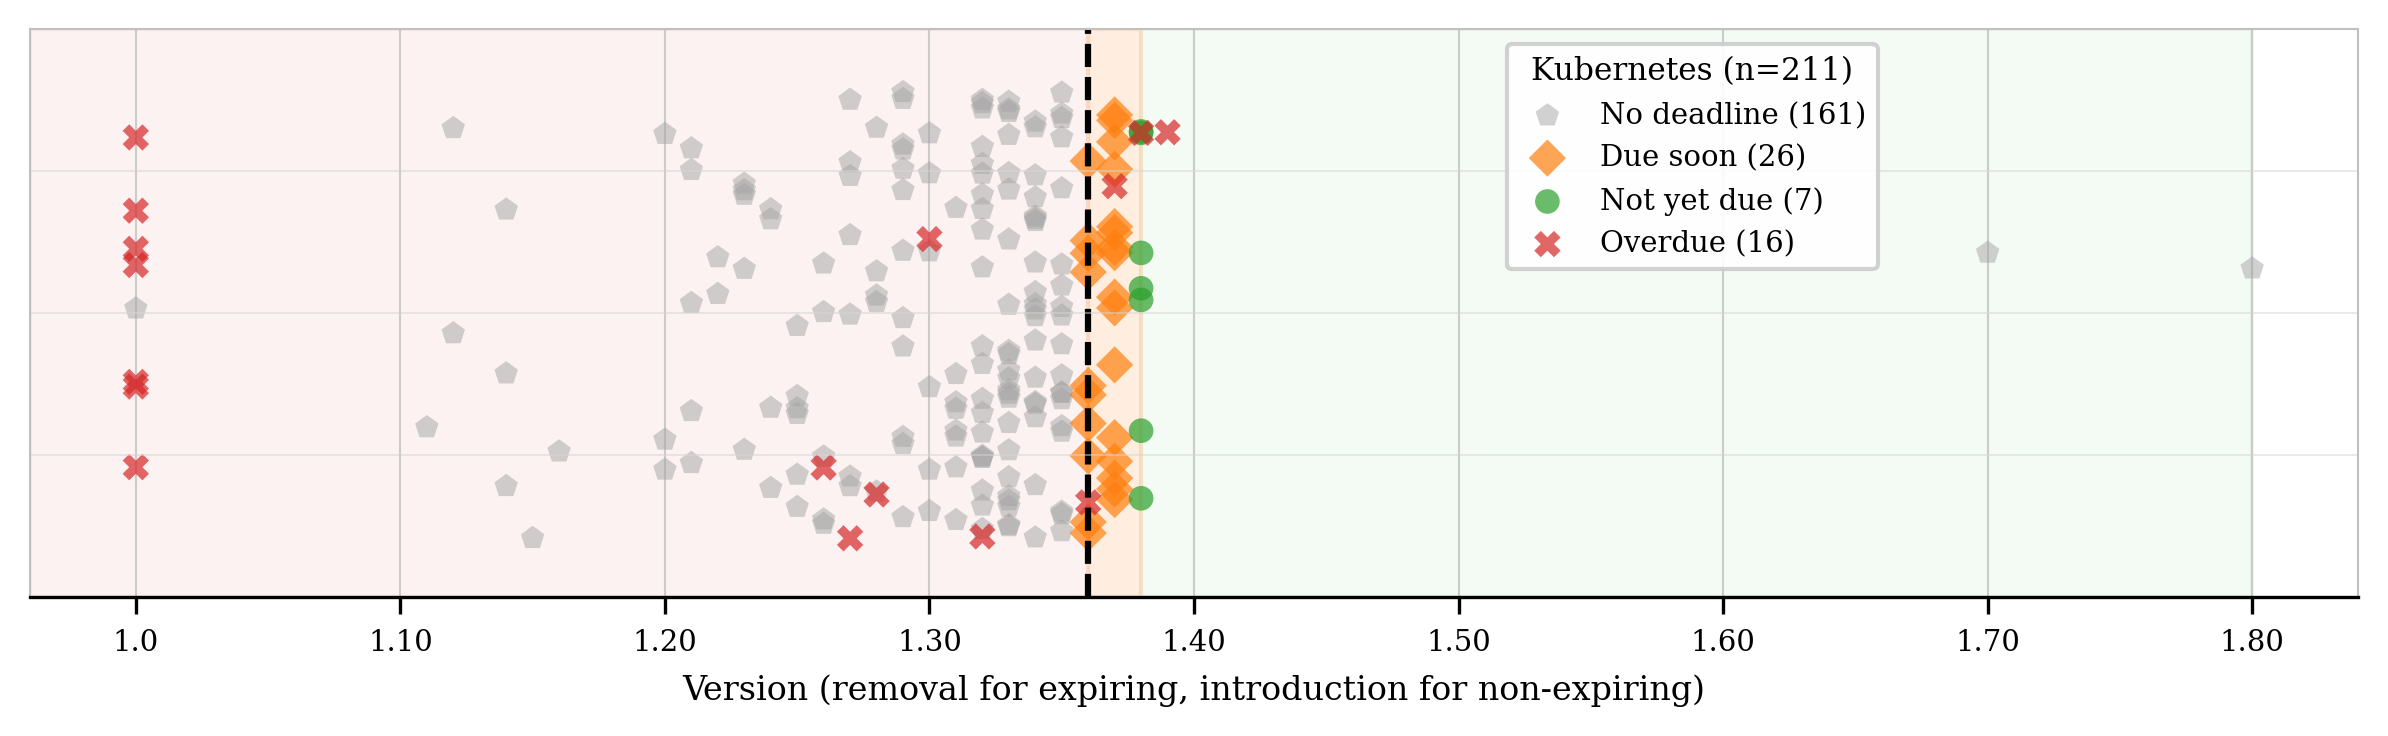 Kubernetes (n=211)
No deadline (161)
Due soon (26)
Not yet due (7)
Overdue (16)
1.0 1.10 1.20 1.30 1.40 1.50 1.60 1.70 1.80
Version (removal for expiring, introduction for non-expiring)